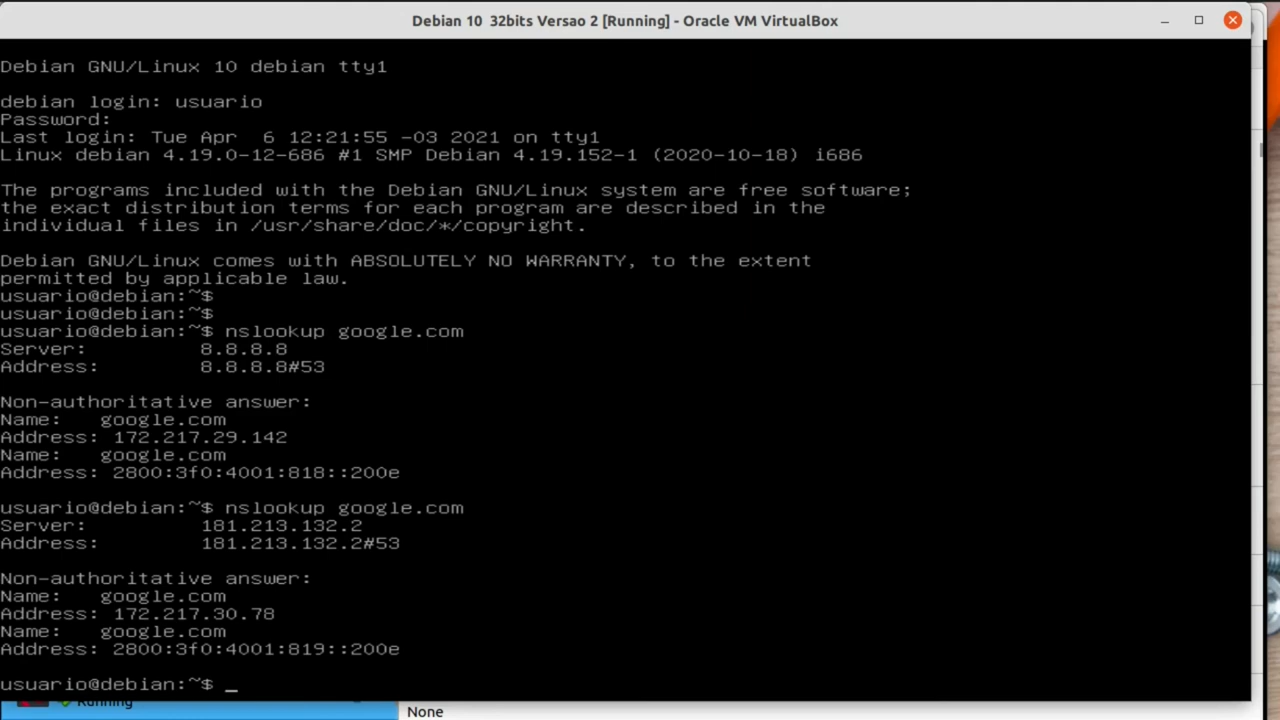 Debian 10 32bits Versao 2 [Running] - Oracle VM VirtualBox
Debian GNU/Linux 10 debian tty1
debian login: usuario
Password:
Last login: Tue Apr  6 12:21:55 -03 2021 on tty1
Linux debian 4.19.0-12-686 #1 SMP Debian 4.19.152-1 (2020-10-18) i686
The programs included with the Debian GNU/Linux system are free software;
the exact distribution terms for each program are described in the
individual files in /usr/share/doc/*/copyright.
Debian GNU/Linux comes with ABSOLUTELY NO WARRANTY, to the extent
permitted by applicable law.
usuario@debian:~$
usuario@debian:~$
usuario@debian:~$ nslookup google.com
Server: 8.8.8.8
Address: 8.8.8.8#53
Non-authoritative answer:
Name: google.com
Address: 172.217.29.142
Name: google.com
Address: 2800:3f0:4001:818::200e
usuario@debian:~$ nslookup google.com
Server: 181.213.132.2
Address: 181.213.132.2#53
Non-authoritative answer:
Name: google.com
Address: 172.217.30.78
Name: google.com
Address: 2800:3f0:4001:819::200e
usuario@debian:~$ _
Running
None